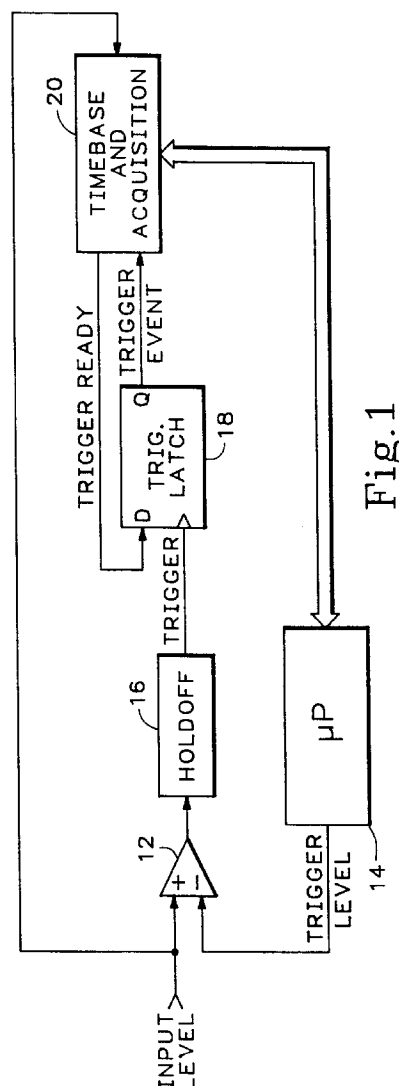 INPUT
LEVEL
12
+
−
TRIGGER
LEVEL
14
µP
16
HOLDOFF
TRIGGER
D
Q
TRIG.
LATCH
18
TRIGGER READY
TRIGGER
EVENT
20
TIMEBASE
AND
ACQUISITION
Fig.1